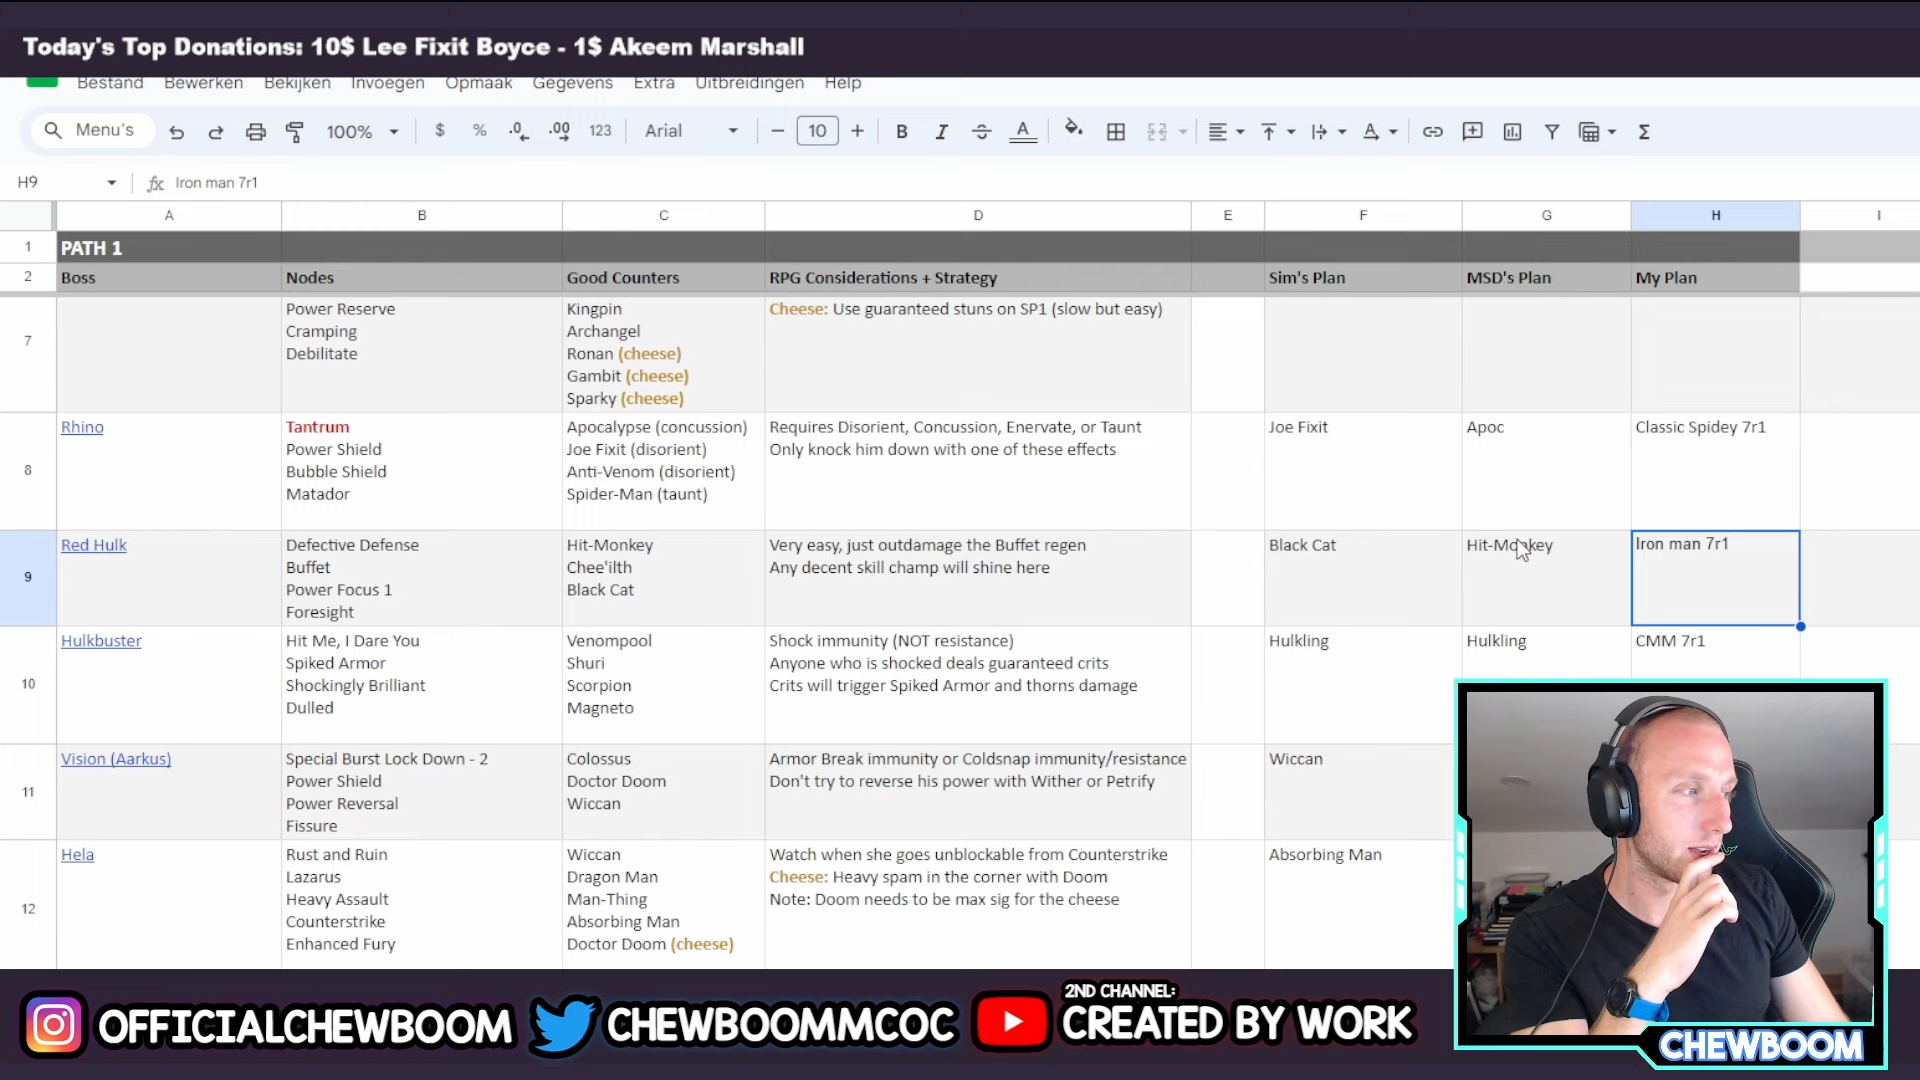 Today's Top Donations: 10$ Lee Fixit Boyce - 1$ Akeem Marshall
Bestand Bewerken Bekijken Invoegen Opmaak Gegevens Extra Uitbreidingen Help
Menu's 100% $ % .0 .00 123 Arial - 10 + B I A Σ
H9 fx Iron man 7r1
A B C D E F G H I
1 PATH 1
2 Boss Nodes Good Counters RPG Considerations + Strategy Sim's Plan MSD's Plan My Plan
7
Power Reserve
Cramping
Debilitate
Kingpin
Archangel
Ronan (cheese)
Gambit (cheese)
Sparky (cheese)
Cheese: Use guaranteed stuns on SP1 (slow but easy)
8
Rhino
Tantrum
Power Shield
Bubble Shield
Matador
Apocalypse (concussion)
Joe Fixit (disorient)
Anti-Venom (disorient)
Spider-Man (taunt)
Requires Disorient, Concussion, Enervate, or Taunt
Only knock him down with one of these effects
Joe Fixit
Apoc
Classic Spidey 7r1
9
Red Hulk
Defective Defense
Buffet
Power Focus 1
Foresight
Hit-Monkey
Chee'ilth
Black Cat
Very easy, just outdamage the Buffet regen
Any decent skill champ will shine here
Black Cat
Hit-Monkey
Iron man 7r1
10
Hulkbuster
Hit Me, I Dare You
Spiked Armor
Shockingly Brilliant
Dulled
Venompool
Shuri
Scorpion
Magneto
Shock immunity (NOT resistance)
Anyone who is shocked deals guaranteed crits
Crits will trigger Spiked Armor and thorns damage
Hulkling
Hulkling
CMM 7r1
11
Vision (Aarkus)
Special Burst Lock Down - 2
Power Shield
Power Reversal
Fissure
Colossus
Doctor Doom
Wiccan
Armor Break immunity or Coldsnap immunity/resistance
Don't try to reverse his power with Wither or Petrify
Wiccan
12
Hela
Rust and Ruin
Lazarus
Heavy Assault
Counterstrike
Enhanced Fury
Wiccan
Dragon Man
Man-Thing
Absorbing Man
Doctor Doom (cheese)
Watch when she goes unblockable from Counterstrike
Cheese: Heavy spam in the corner with Doom
Note: Doom needs to be max sig for the cheese
Absorbing Man
OFFICIALCHEWBOOM
CHEWBOOMMCOC
2ND CHANNEL:
CREATED BY WORK
CHEWBOOM